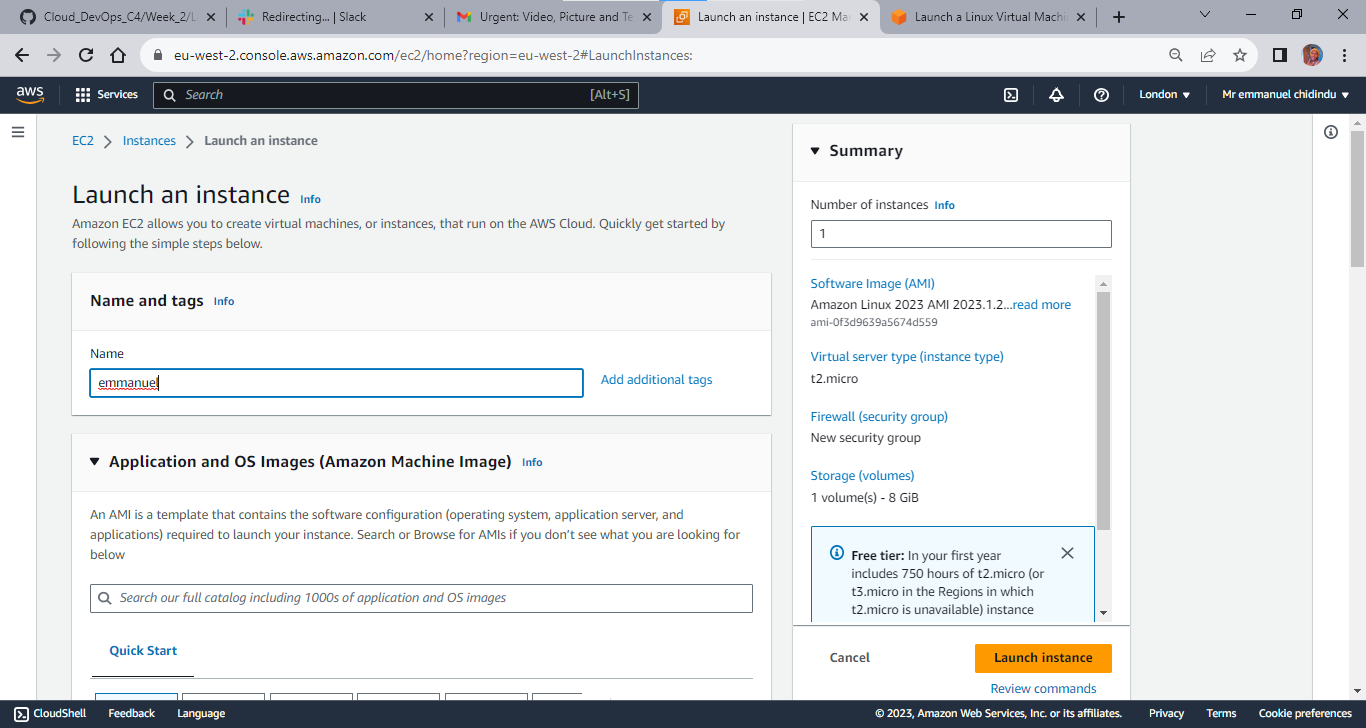 Cloud_DevOps_C4/Week_2/L
Redirecting... | Slack
Urgent: Video, Picture and Te
Launch an instance | EC2 Ma
Launch a Linux Virtual Machi
eu-west-2.console.aws.amazon.com/ec2/home?region=eu-west-2#LaunchInstances:
aws
Services
Search
[Alt+S]
London
Mr emmanuel chidindu
EC2
Instances
Launch an instance
Launch an instance Info
Amazon EC2 allows you to create virtual machines, or instances, that run on the AWS Cloud. Quickly get started by
following the simple steps below.
Name and tags Info
Name
emmanuel
Add additional tags
Application and OS Images (Amazon Machine Image) Info
An AMI is a template that contains the software configuration (operating system, application server, and
applications) required to launch your instance. Search or Browse for AMIs if you don't see what you are looking for
below
Search our full catalog including 1000s of application and OS images
Quick Start
Summary
Number of instances Info
1
Software Image (AMI)
Amazon Linux 2023 AMI 2023.1.2...read more
ami-0f3d9639a5674d559
Virtual server type (instance type)
t2.micro
Firewall (security group)
New security group
Storage (volumes)
1 volume(s) - 8 GiB
Free tier: In your first year
includes 750 hours of t2.micro (or
t3.micro in the Regions in which
t2.micro is unavailable) instance
Cancel
Launch instance
Review commands
CloudShell
Feedback
Language
© 2023, Amazon Web Services, Inc. or its affiliates.
Privacy
Terms
Cookie preferences